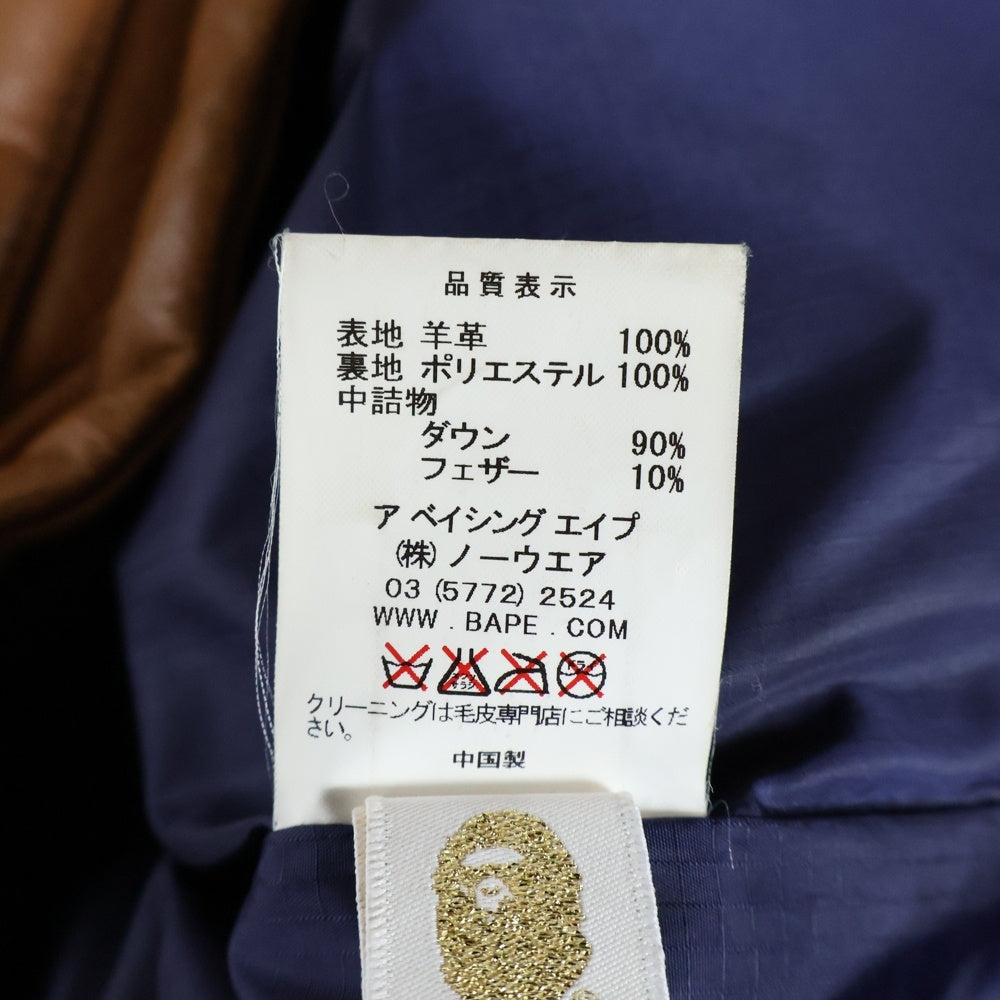 品質表示
表地 羊革 100%
裏地 ポリエステル 100%
中詰物
ダウン 90%
フェザー 10%
ア ベイシング エイプ
(株) ノーウエア
03 (5772) 2524
WWW . BAPE . COM
クリーニングは毛皮専門店にご相談くだ
さい。
中国製